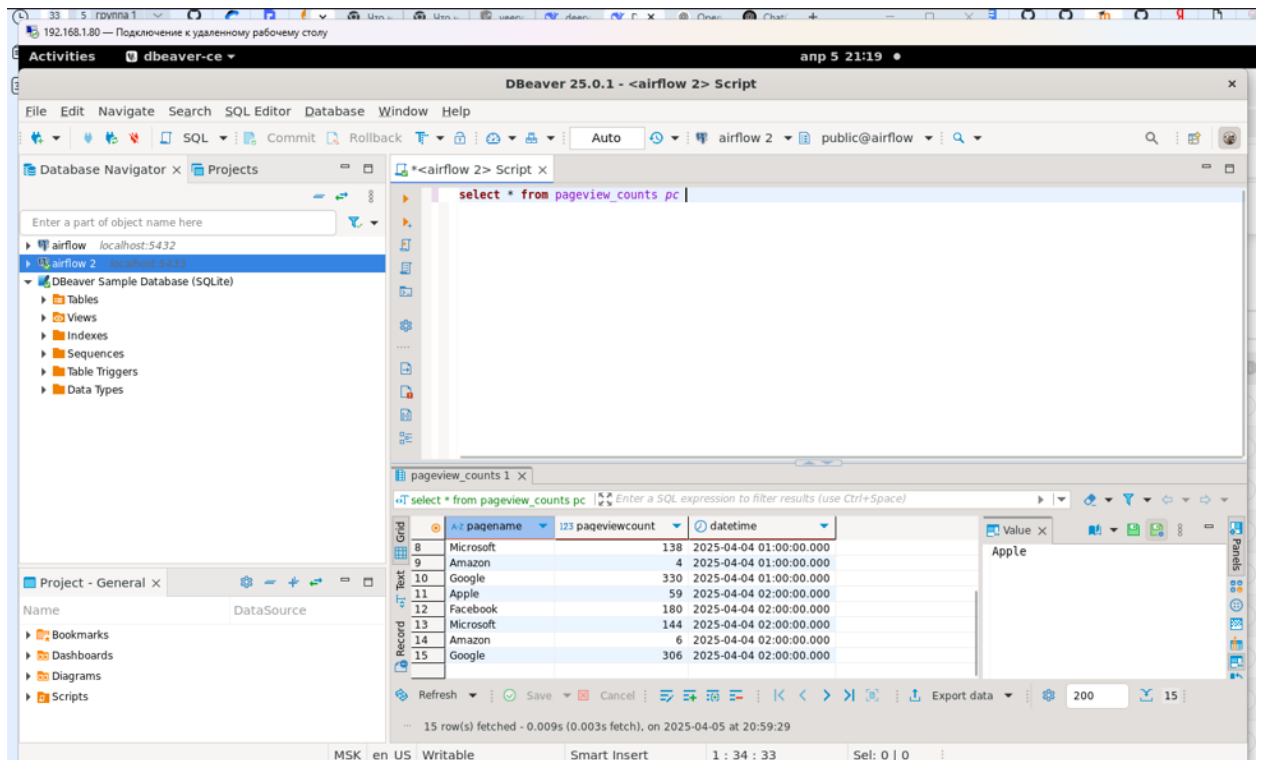 33 5 группа 1
192.168.1.80 — Подключение к удаленному рабочему столу
Activities dbeaver-ce апр 5 21:19
DBeaver 25.0.1 - <airflow 2> Script
File Edit Navigate Search SQL Editor Database Window Help
SQL Commit Rollback Auto airflow 2 public@airflow
Database Navigator Projects
*<airflow 2> Script
select * from pageview_counts pc
Enter a part of object name here
airflow localhost:5432
airflow 2
DBeaver Sample Database (SQLite)
Tables
Views
Indexes
Sequences
Table Triggers
Data Types
Project - General
Name DataSource
Bookmarks
Dashboards
Diagrams
Scripts
pageview_counts 1
select * from pageview_counts pc Enter a SQL expression to filter results (use Ctrl+Space)
Grid
Text
Record
A-Z pagename 123 pageviewcount datetime
8 Microsoft 138 2025-04-04 01:00:00.000
9 Amazon 4 2025-04-04 01:00:00.000
10 Google 330 2025-04-04 01:00:00.000
11 Apple 59 2025-04-04 02:00:00.000
12 Facebook 180 2025-04-04 02:00:00.000
13 Microsoft 144 2025-04-04 02:00:00.000
14 Amazon 6 2025-04-04 02:00:00.000
15 Google 306 2025-04-04 02:00:00.000
Value
Apple
Panels
Refresh Save Cancel Export data 200 15
15 row(s) fetched - 0.009s (0.003s fetch), on 2025-04-05 at 20:59:29
MSK en US Writable Smart Insert 1 : 34 : 33 Sel: 0 | 0